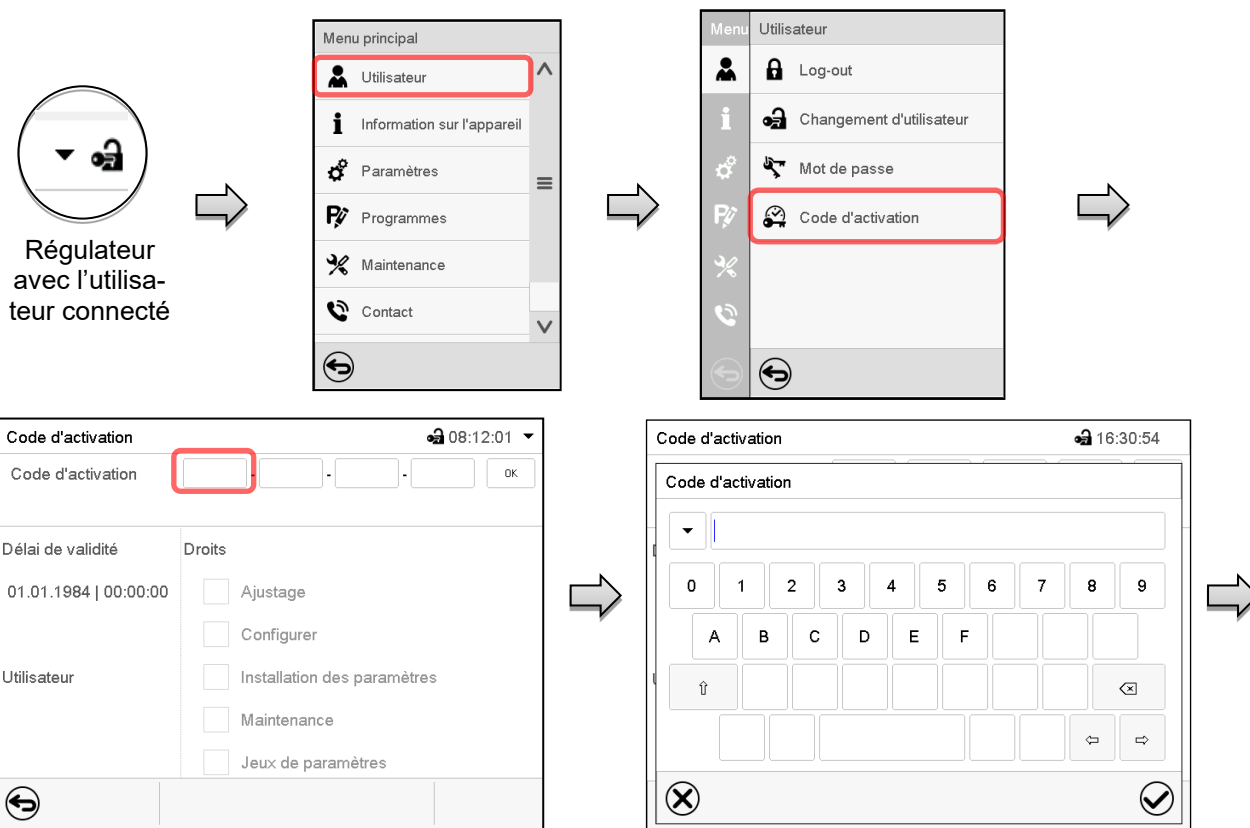 Régulateur
avec l'utilisa-
teur connecté
Menu principal
Utilisateur
Information sur l'appareil
Paramètres
Programmes
Maintenance
Contact
Menu Utilisateur
Log-out
Changement d'utilisateur
Mot de passe
Code d'activation
Code d'activation 08:12:01
Code d'activation - - - OK
Délai de validité Droits
01.01.1984 | 00:00:00 Ajustage
Configurer
Utilisateur Installation des paramètres
Maintenance
Jeux de paramètres
Code d'activation 16:30:54
Code d'activation
0 1 2 3 4 5 6 7 8 9
A B C D E F